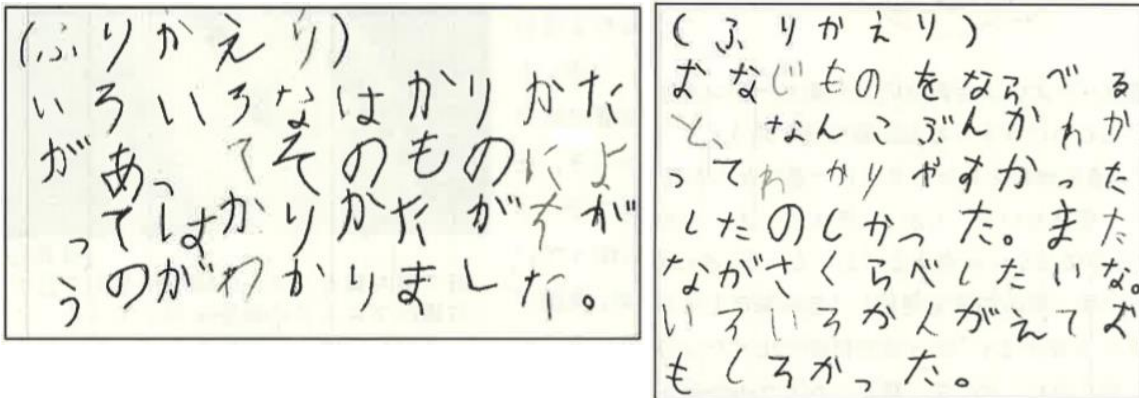 (ふりかえり)
いろいろなはかりかた
があってそのものによ
ってはかりかたがちが
うのがわかりました。
(ふりかえり)
おなじものをならべる
と、なんこぶんかわか
ってわかりやすかった
したのしかった。また
ながさくらべしたいな。
いろいろかんがえてお
もしろかった。